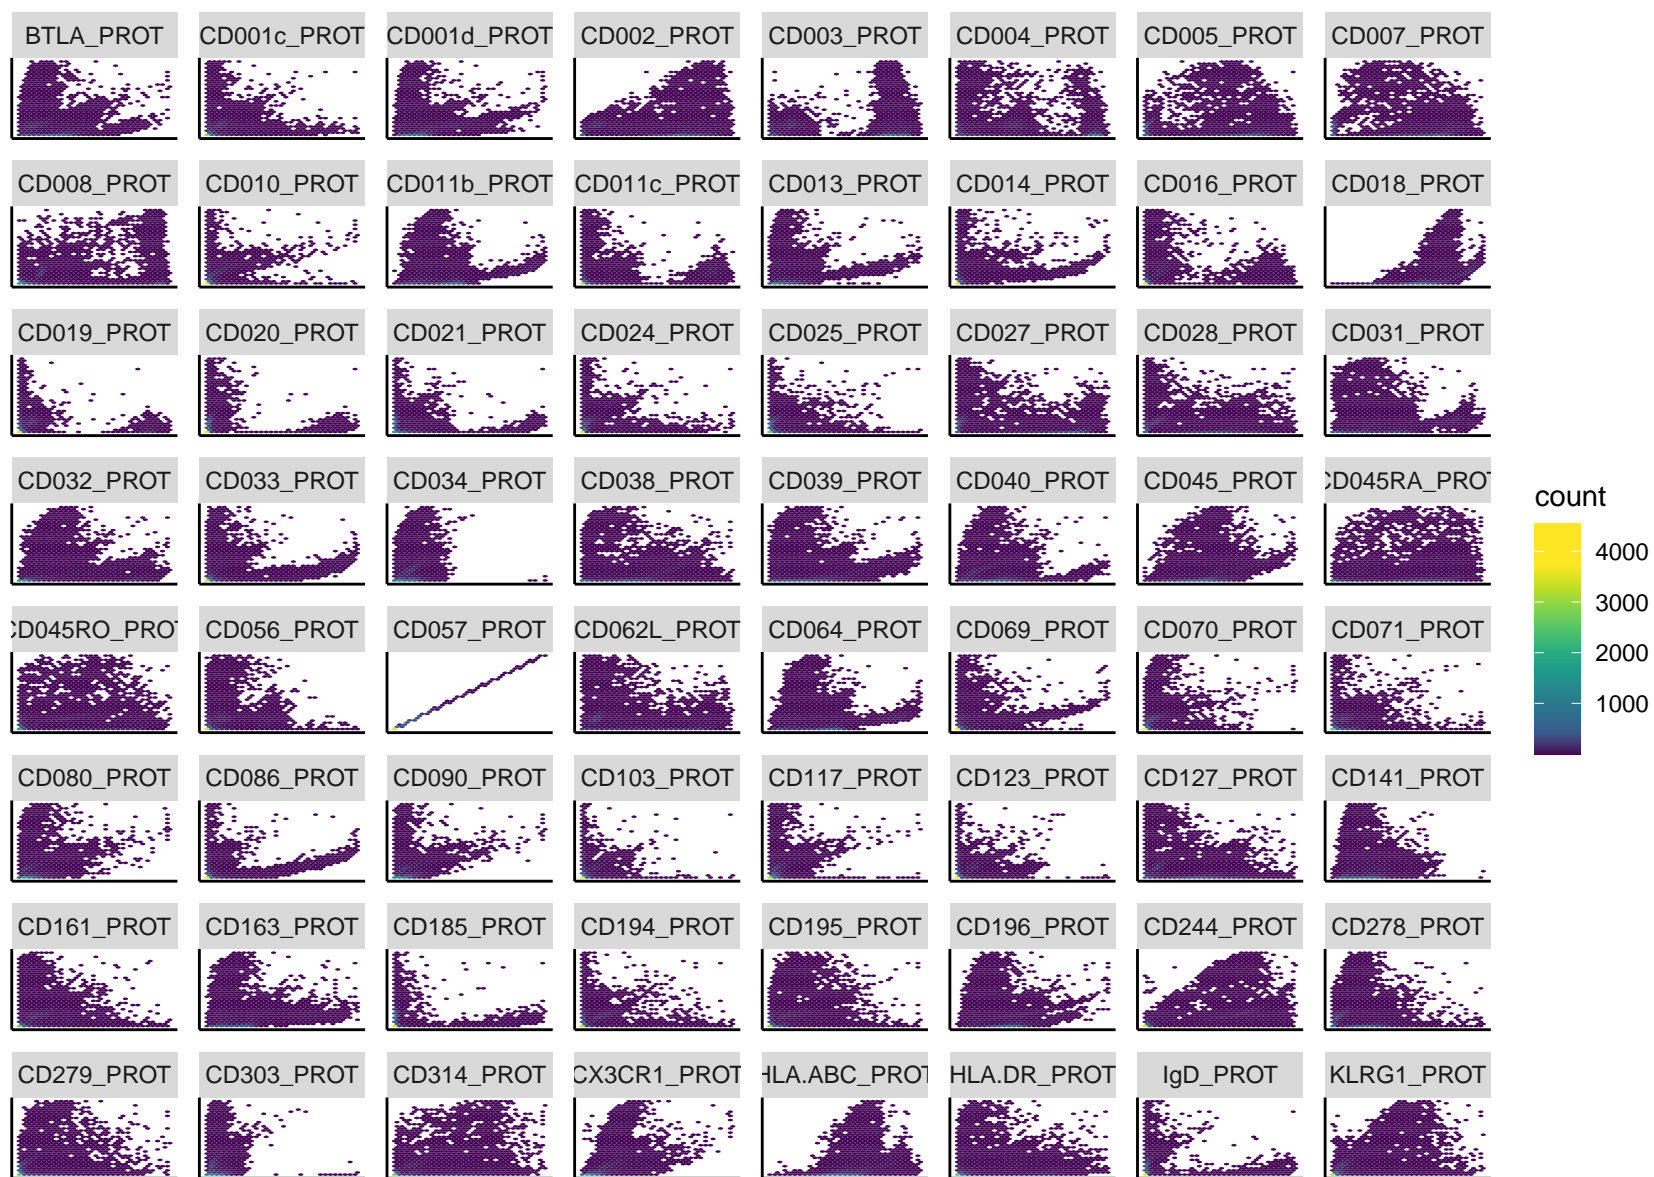 BTLA_PROT CD001c_PROT CD001d_PROT CD002_PROT CD003_PROT CD004_PROT CD005_PROT CD007_PROT
CD008_PROT CD010_PROT CD011b_PROT CD011c_PROT CD013_PROT CD014_PROT CD016_PROT CD018_PROT
CD019_PROT CD020_PROT CD021_PROT CD024_PROT CD025_PROT CD027_PROT CD028_PROT CD031_PROT
CD032_PROT CD033_PROT CD034_PROT CD038_PROT CD039_PROT CD040_PROT CD045_PROT CD045RA_PROT
CD045RO_PROT CD056_PROT CD057_PROT CD062L_PROT CD064_PROT CD069_PROT CD070_PROT CD071_PROT
CD080_PROT CD086_PROT CD090_PROT CD103_PROT CD117_PROT CD123_PROT CD127_PROT CD141_PROT
CD161_PROT CD163_PROT CD185_PROT CD194_PROT CD195_PROT CD196_PROT CD244_PROT CD278_PROT
CD279_PROT CD303_PROT CD314_PROT CX3CR1_PROT HLA.ABC_PROT HLA.DR_PROT IgD_PROT KLRG1_PROT
count
4000
3000
2000
1000